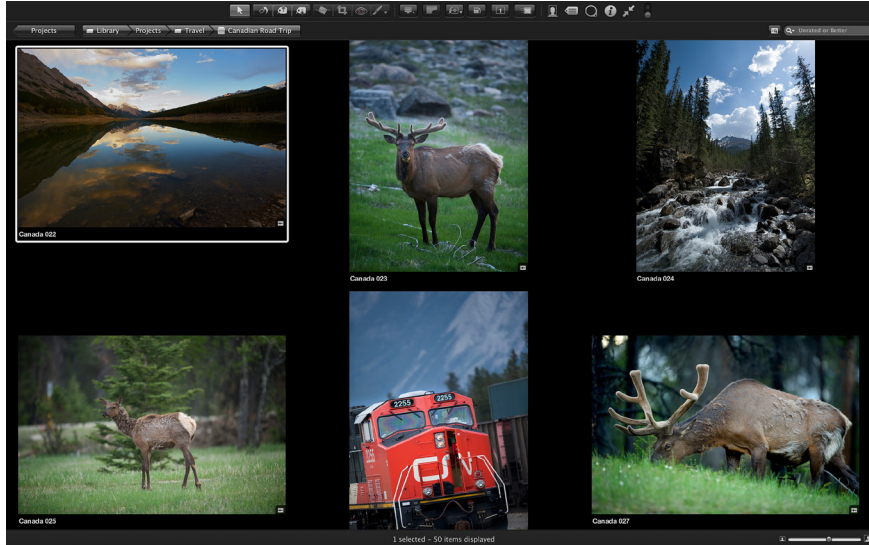 Projects Library Projects Travel Canadian Road Trip Unrated or Better
Canada 022
Canada 023
Canada 024
2255 2255
CN
Canada 025
Canada 027
1 selected – 50 items displayed